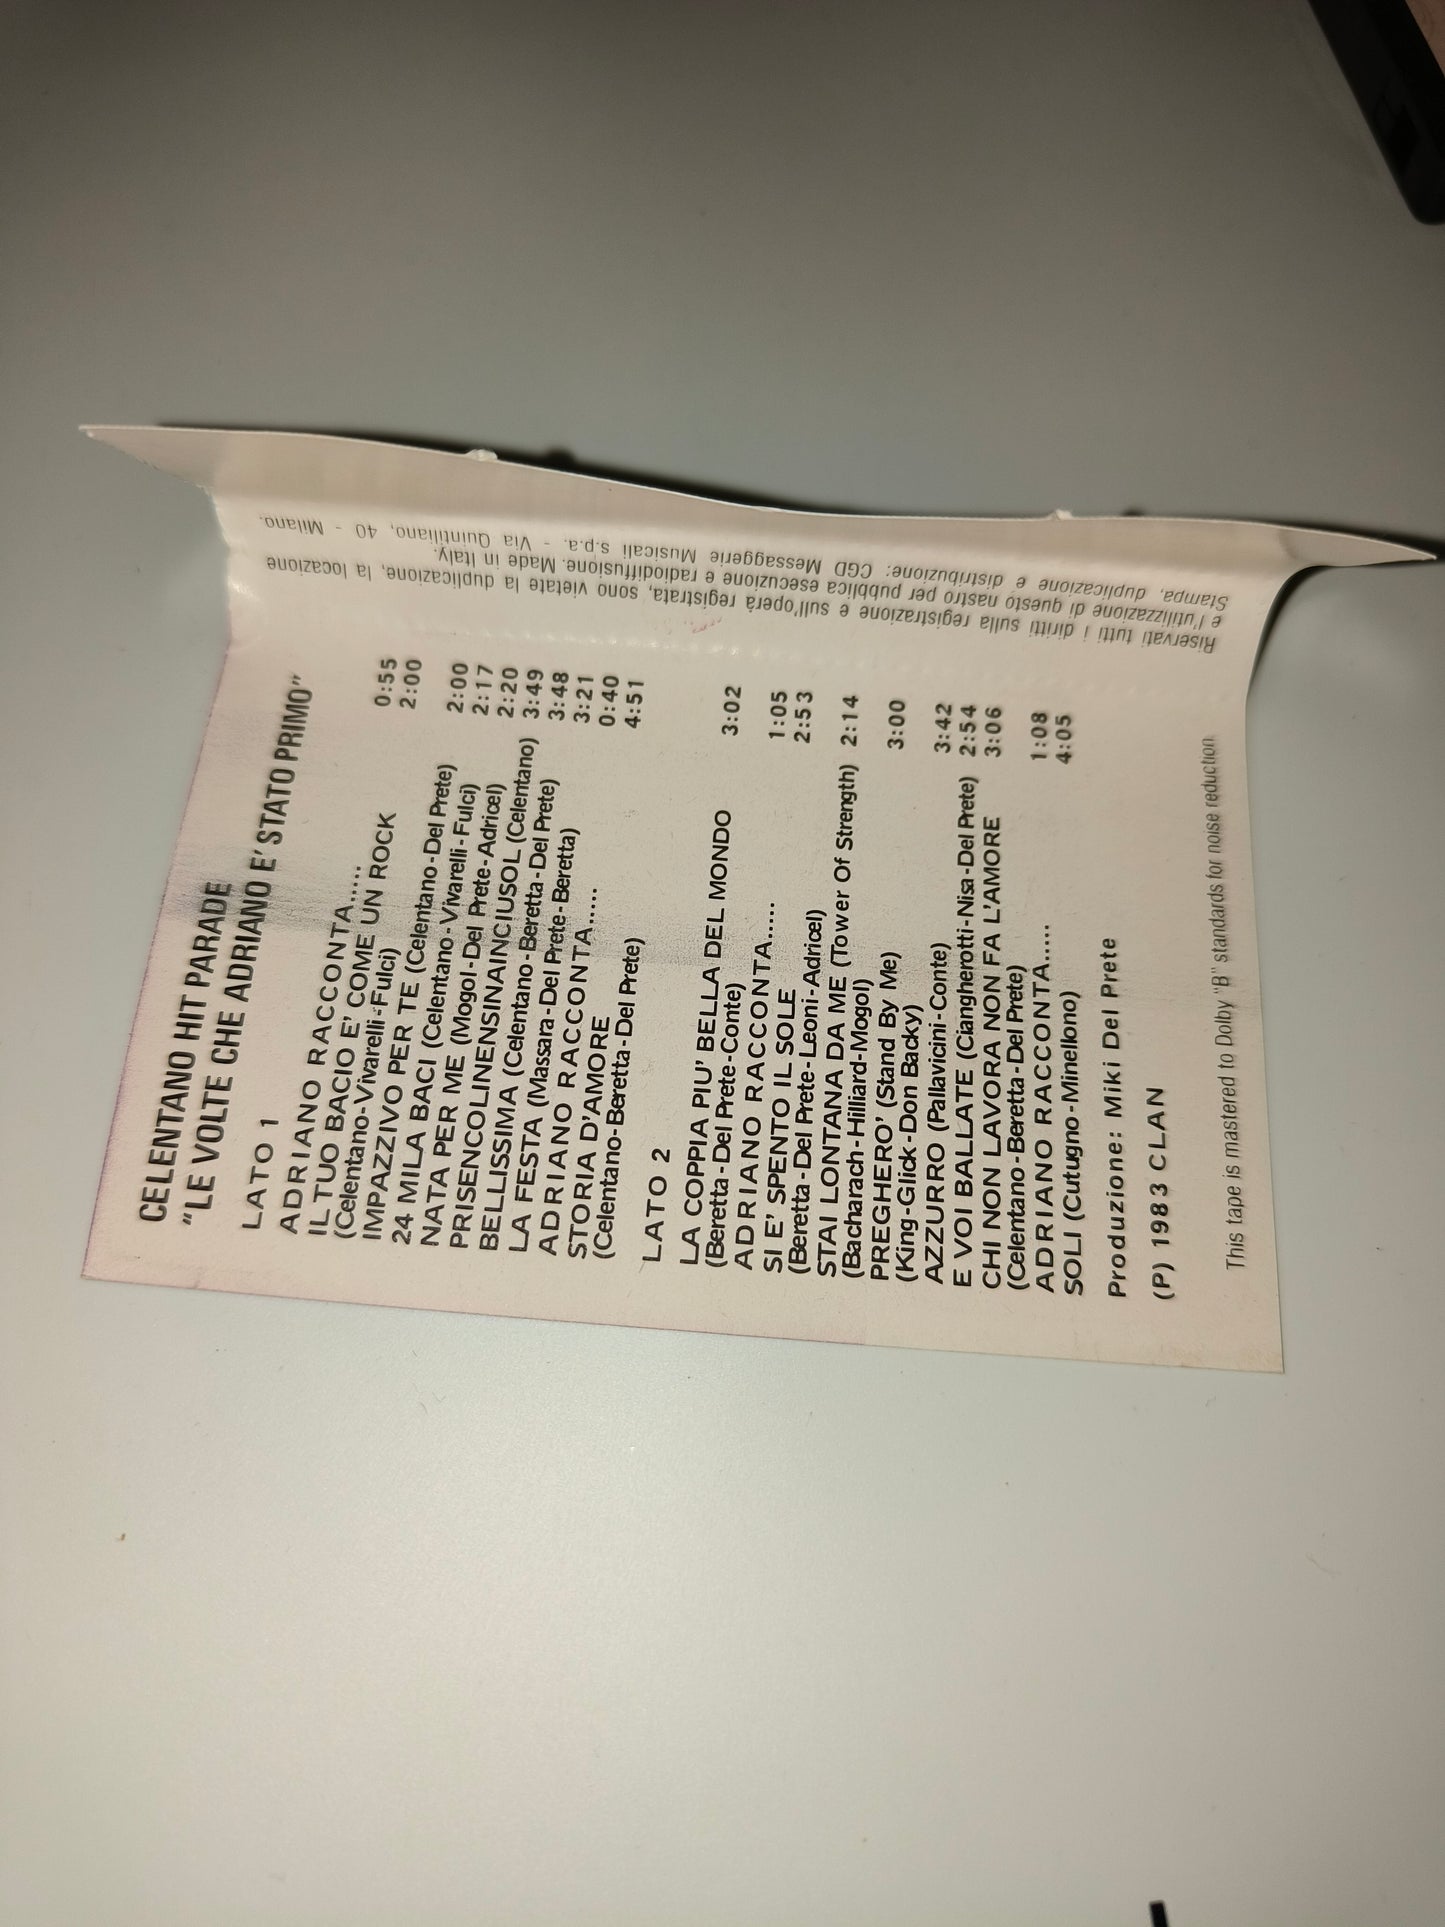 CELENTANO HIT PARADE
"LE VOLTE CHE ADRIANO E' STATO PRIMO"
LATO 1
ADRIANO RACCONTA..... 0:55
IL TUO BACIO E' COME UN ROCK 2:00
(Celentano-Vivarelli-Fulci)
IMPAZZIVO PER TE (Celentano-Del Prete) 2:00
24 MILA BACI (Celentano-Vivarelli-Fulci) 2:17
NATA PER ME (Mogol-Del Prete-Adricel) 2:20
PRISENCOLINENSINAINCIUSOL (Celentano) 3:49
BELLISSIMA (Celentano-Beretta-Del Prete) 3:48
LA FESTA (Massara-Del Prete-Beretta) 3:21
ADRIANO RACCONTA..... 0:40
STORIA D'AMORE 4:51
(Celentano-Beretta-Del Prete)
LATO 2
LA COPPIA PIU' BELLA DEL MONDO 3:02
(Beretta-Del Prete-Conte)
ADRIANO RACCONTA..... 1:05
SI E' SPENTO IL SOLE 2:53
(Beretta-Del Prete-Leoni-Adricel)
STAI LONTANA DA ME (Tower Of Strength) 2:14
(Bacharach-Hilliard-Mogol)
PREGHERO' (Stand By Me) 3:00
(King-Glick-Don Backy)
AZZURRO (Pallavicini-Conte) 3:42
E VOI BALLATE (Ciangherotti-Nisa-Del Prete) 2:54
CHI NON LAVORA NON FA L'AMORE 3:06
(Celentano-Beretta-Del Prete)
ADRIANO RACCONTA..... 1:08
SOLI (Cutugno-Minellono) 4:05
Produzione: Miki Del Prete
(P) 1983 CLAN
This tape is mastered to Dolby "B" standards for noise reduction
Riservati tutti i diritti sulla registrazione e sull'opera registrata, sono vietate la duplicazione, la locazione
e l'utilizzazione di questo nastro per pubblica esecuzione e radiodiffusione. Made in Italy.
Stampa, duplicazione e distribuzione: CGD Messaggerie Musicali s.p.a. - Via Quintiliano, 40 - Milano.